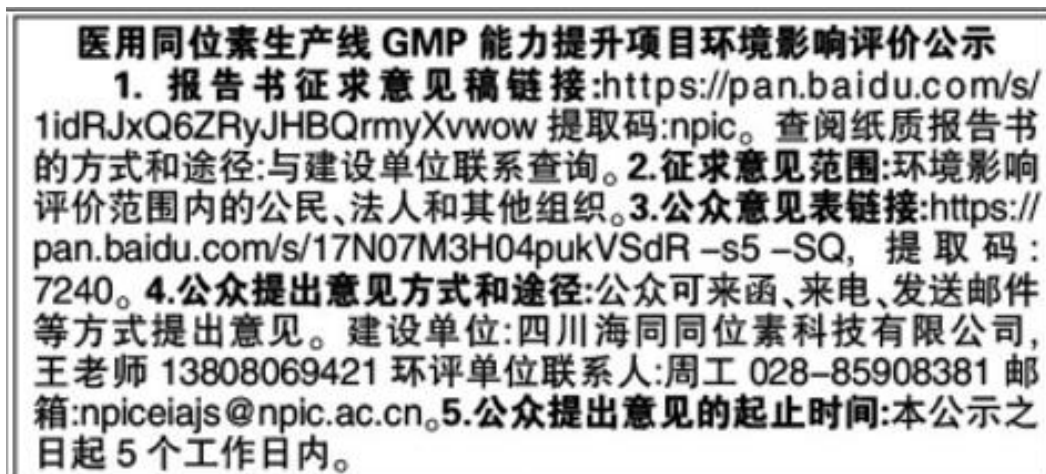 医用同位素生产线 GMP 能力提升项目环境影响评价公示
1. 报告书征求意见稿链接:https://pan.baidu.com/s/
1idRJxQ6ZRyJHBQrmyXvwow 提取码:npic。查阅纸质报告书
的方式和途径:与建设单位联系查询。2.征求意见范围:环境影响
评价范围内的公民、法人和其他组织。3.公众意见表链接:https://
pan.baidu.com/s/17N07M3H04pukVSdR –s5 –SQ, 提取码:
7240。4.公众提出意见方式和途径:公众可来函、来电、发送邮件
等方式提出意见。建设单位:四川海同同位素科技有限公司,
王老师 13808069421 环评单位联系人:周工 028–85908381 邮
箱:npiceiajs@npic.ac.cn。5.公众提出意见的起止时间:本公示之
日起 5 个工作日内。